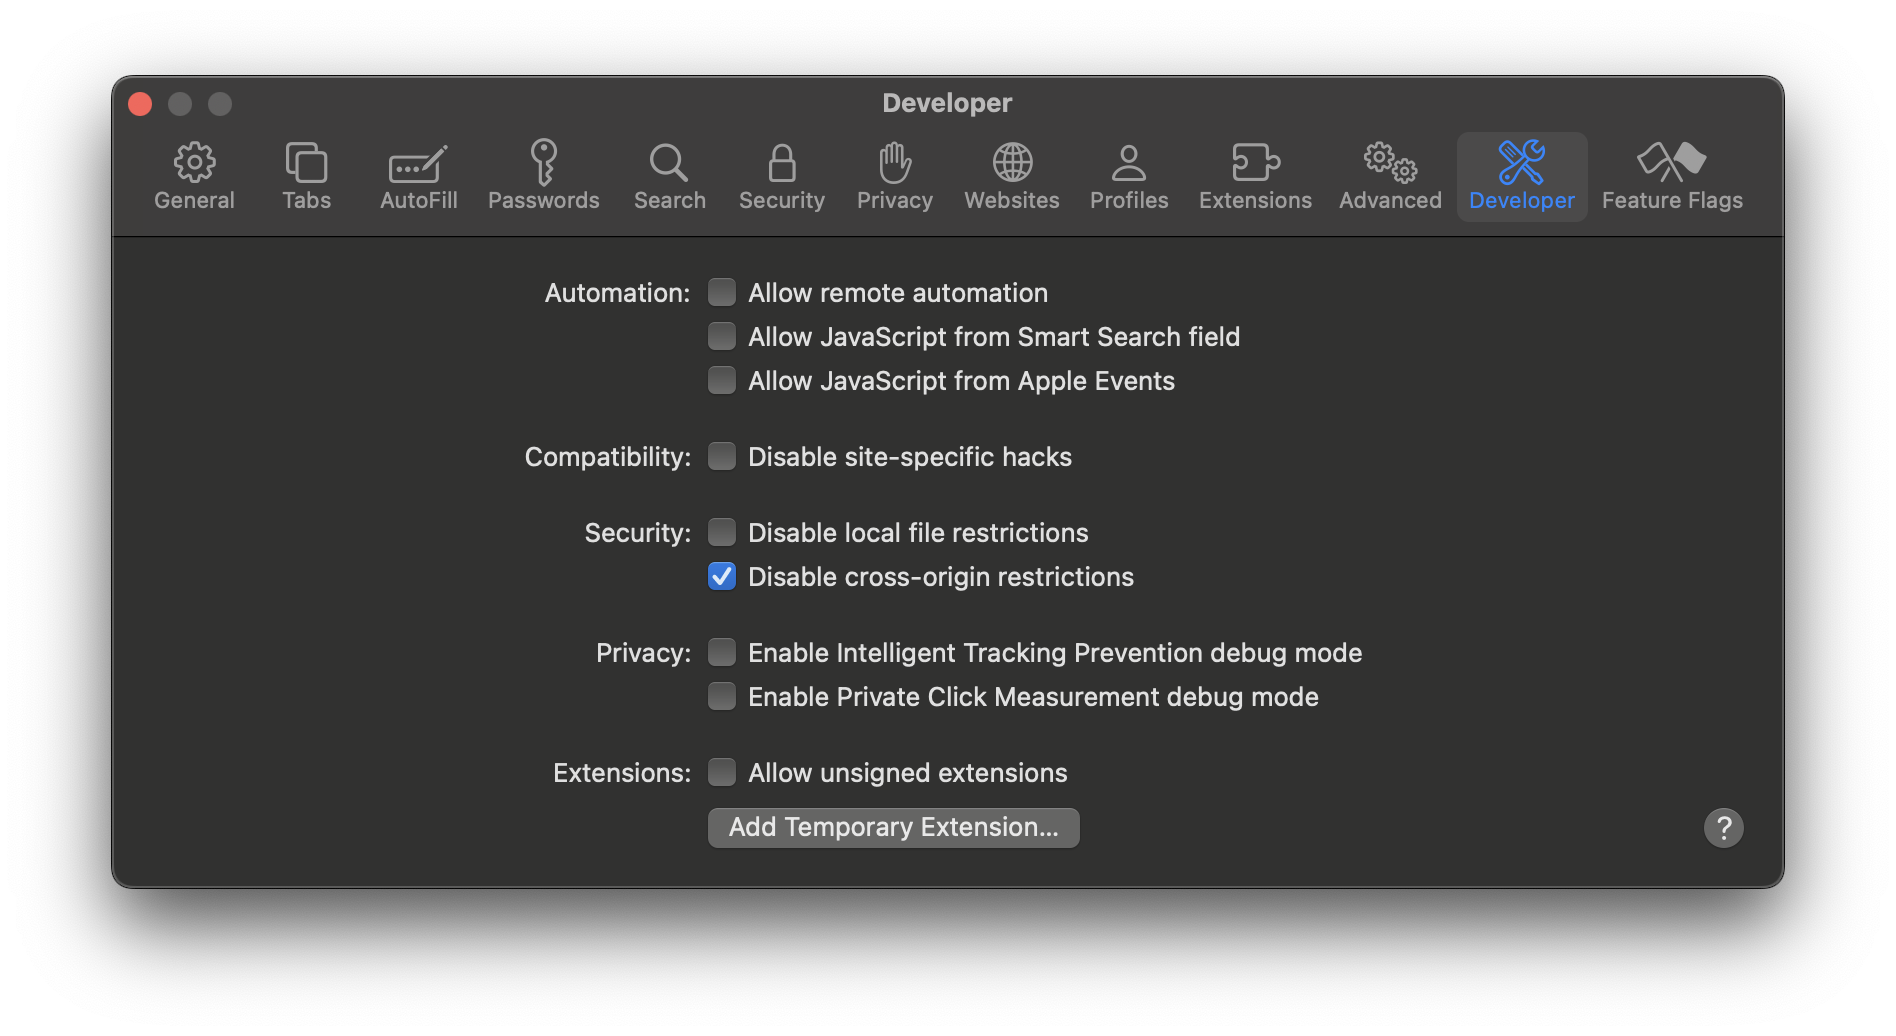 Developer
General Tabs AutoFill Passwords Search Security Privacy Websites Profiles Extensions Advanced Developer Feature Flags
Automation: Allow remote automation
Allow JavaScript from Smart Search field
Allow JavaScript from Apple Events
Compatibility: Disable site-specific hacks
Security: Disable local file restrictions
Disable cross-origin restrictions
Privacy: Enable Intelligent Tracking Prevention debug mode
Enable Private Click Measurement debug mode
Extensions: Allow unsigned extensions
Add Temporary Extension...
?